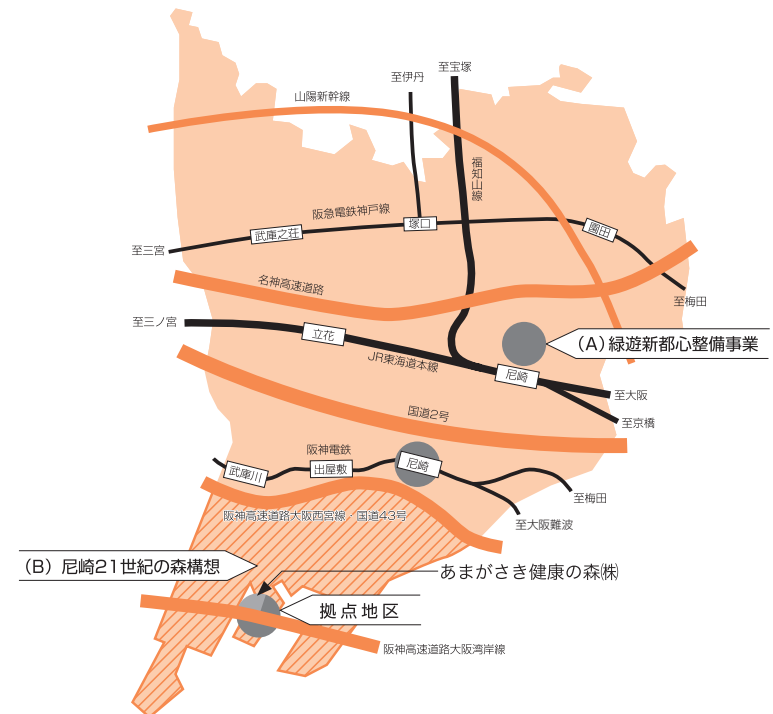 至宝塚
至伊丹
山陽新幹線
福知山線
阪急電鉄神戸線
塚口
武庫之荘
園田
至三宮
名神高速道路
至梅田
至三ノ宮
立花
(A)緑遊新都心整備事業
JR東海道本線
尼崎
至大阪
国道2号
至京橋
阪神電鉄
尼崎
武庫川
出屋敷
至梅田
阪神高速道路大阪西宮線・国道43号
至大阪難波
(B)尼崎21世紀の森構想
あまがさき健康の森㈱
拠点地区
阪神高速道路大阪湾岸線